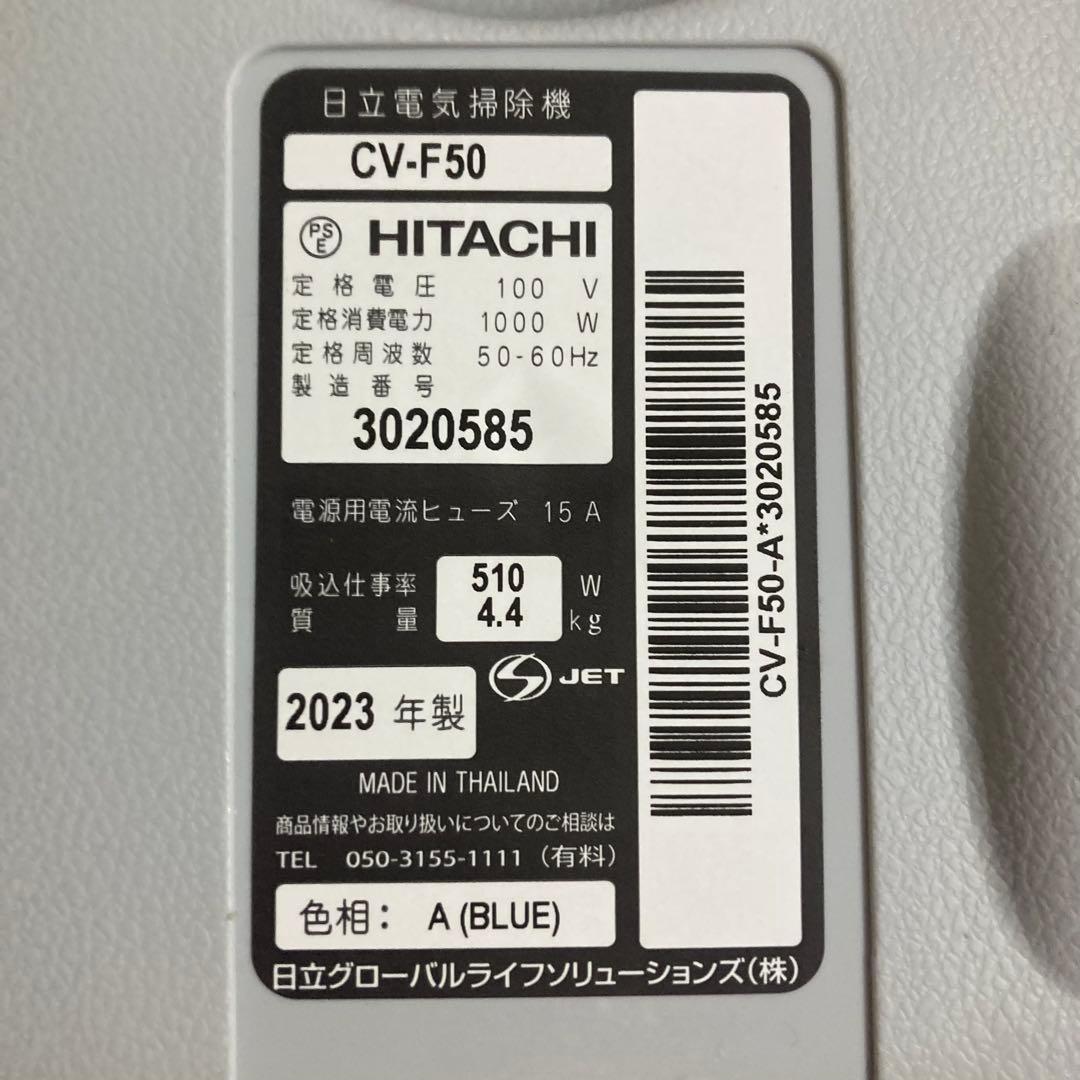 日立電気掃除機
CV-F50
PSE HITACHI
定格電圧 100 V
定格消費電力 1000 W
定格周波数 50-60Hz
製造番号
3020585
電源用電流ヒューズ 15 A
吸込仕事率 510 W
質量 4.4 kg
S JET
2023 年製
MADE IN THAILAND
商品情報やお取り扱いについてのご相談は
TEL 050-3155-1111 (有料)
色相: A (BLUE)
日立グローバルライフソリューションズ(株)
CV-F50-A*3020585